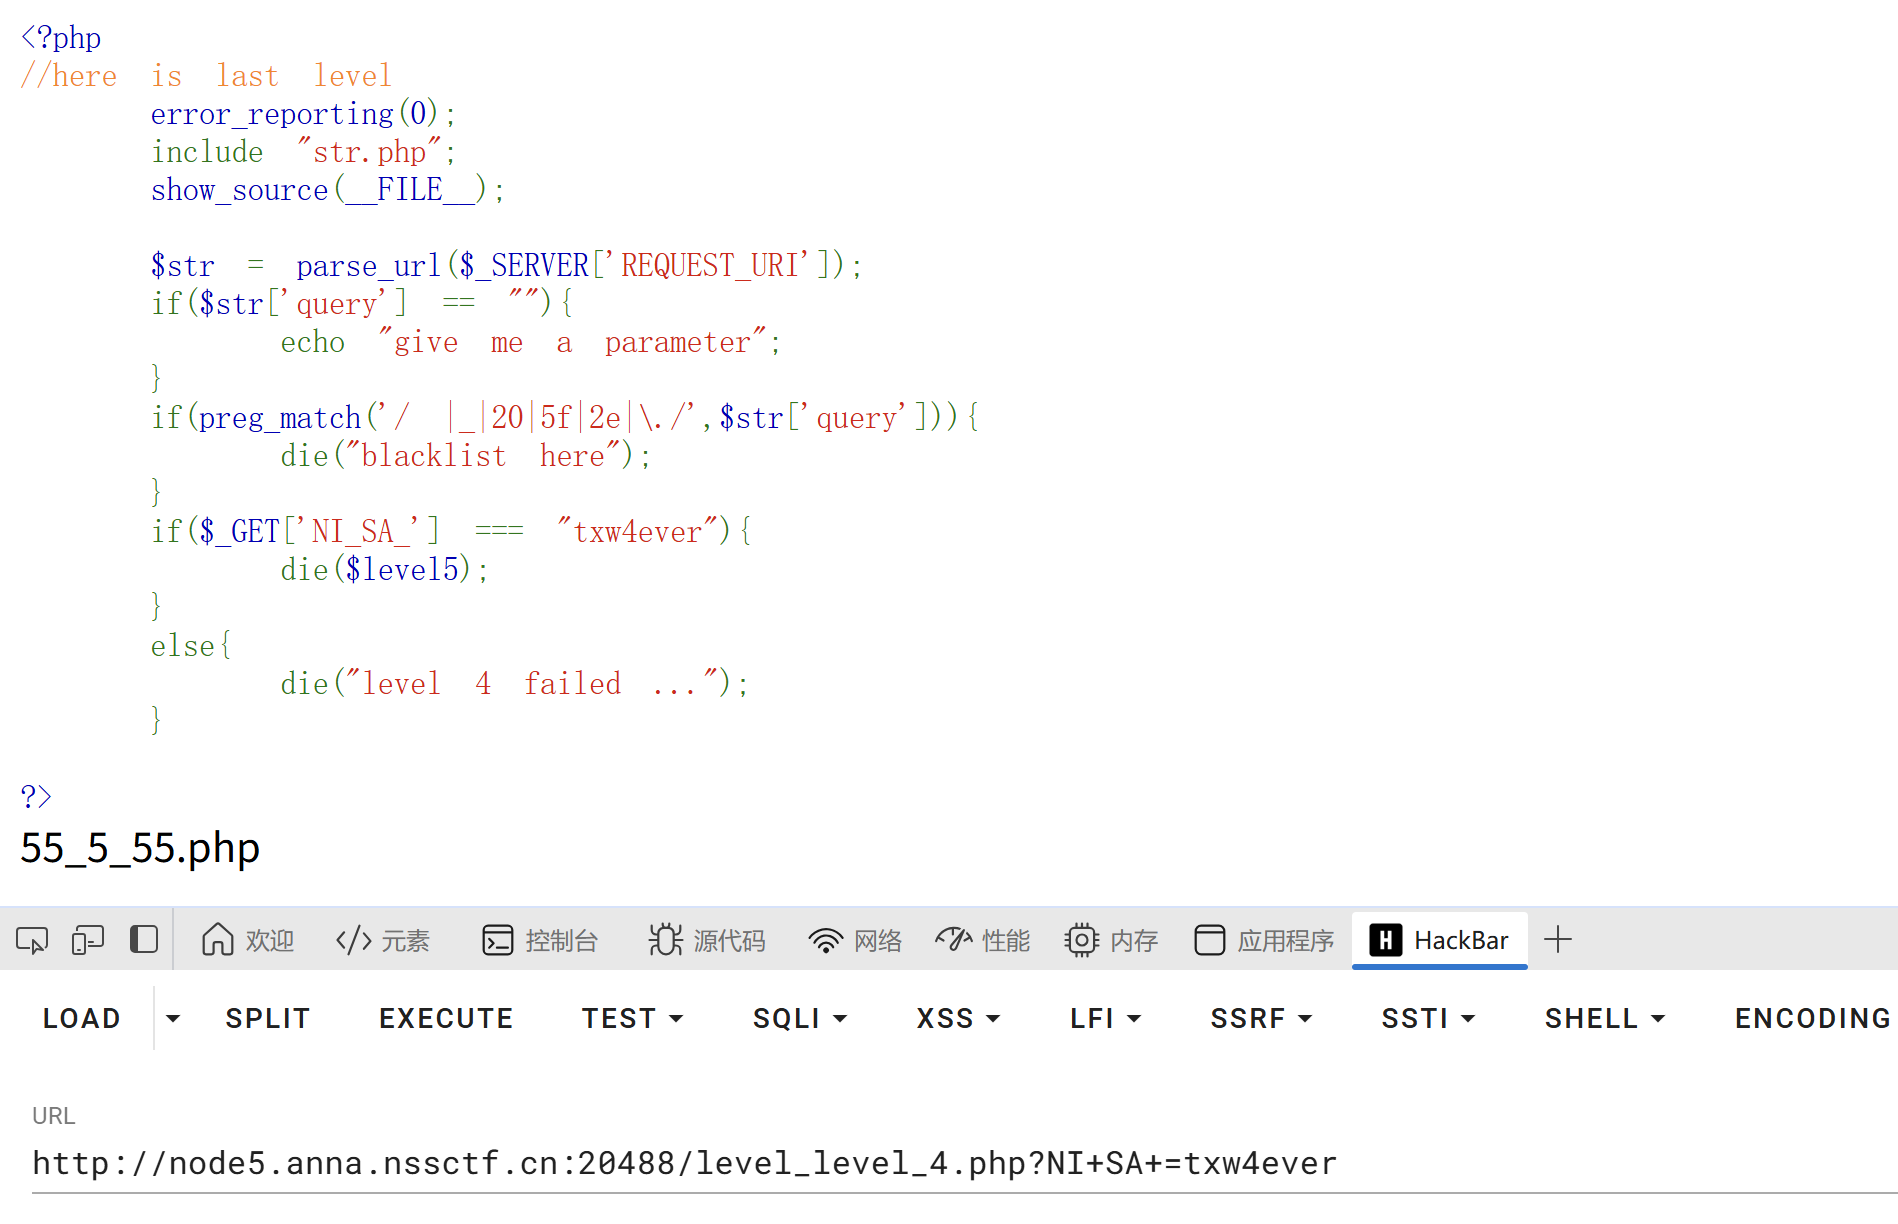 <?php
//here is last level
error_reporting(0);
include "str.php";
show_source(__FILE__);
$str = parse_url($_SERVER['REQUEST_URI']);
if($str['query'] == ""){
echo "give me a parameter";
}
if(preg_match('/ |_|20|5f|2e|\./',$str['query'])){
die("blacklist here");
}
if($_GET['NI_SA_'] === "txw4ever"){
die($level5);
}
else{
die("level 4 failed ...");
}
?>
55_5_55.php
欢迎 </> 元素 控制台 源代码 网络 性能 内存 应用程序 H HackBar
LOAD SPLIT EXECUTE TEST SQLI XSS LFI SSRF SSTI SHELL ENCODING
URL
http://node5.anna.nssctf.cn:20488/level_level_4.php?NI+SA+=txw4ever